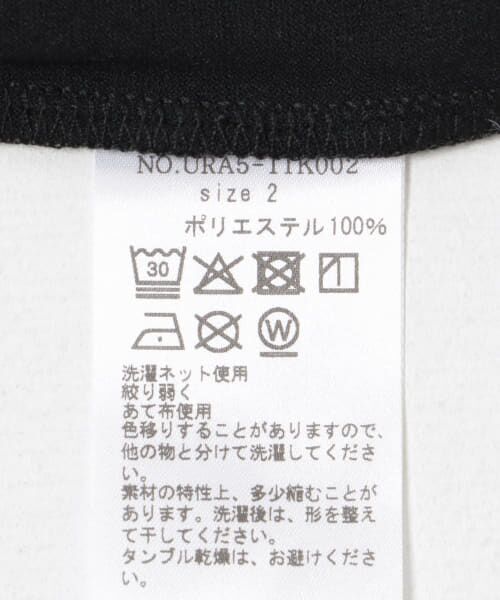 NO.URA5-TTK002
size 2
ポリエステル100%
30
W
洗濯ネット使用
絞り弱く
あて布使用
色移りすることがありますので、
他の物と分けて洗濯してくださ
い。
素材の特性上、多少縮むことが
あります。洗濯後は、形を整え
て干してください。
タンブル乾燥は、お避けくださ
い。